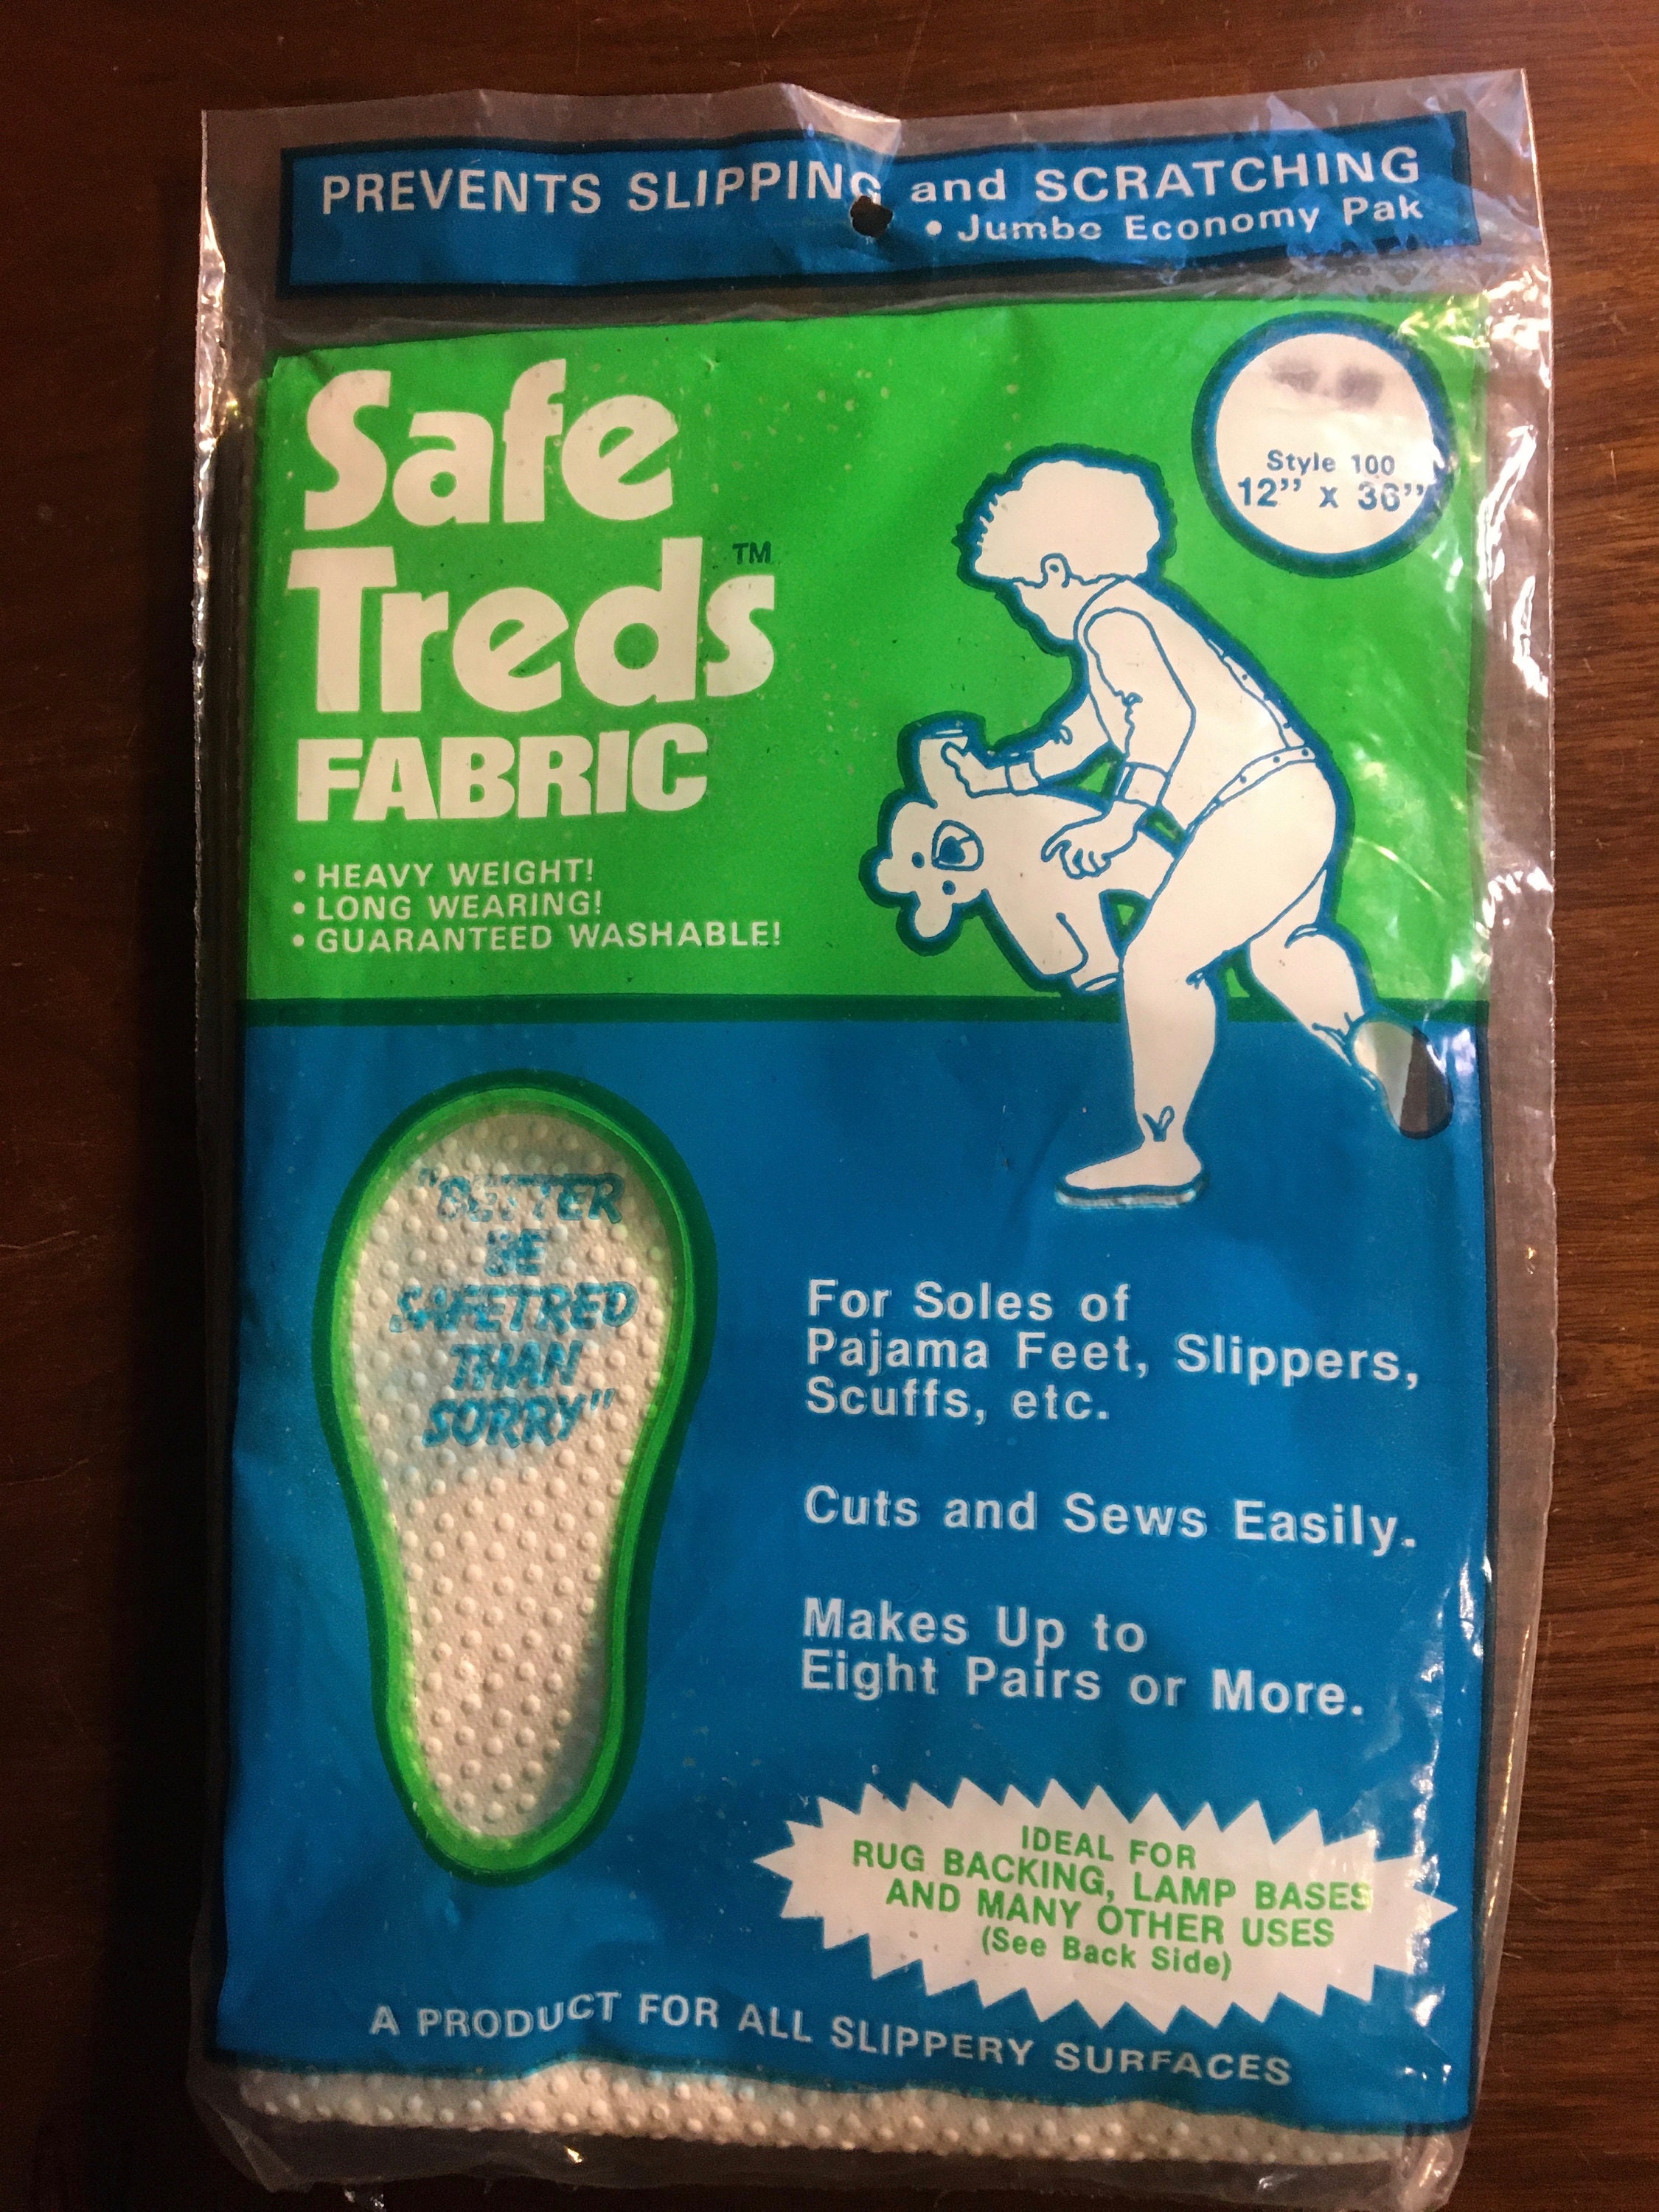 PREVENTS SLIPPING and SCRATCHING
• Jumbo Economy Pak
Style 100
12" x 36"
Safe
Treds™
FABRIC
• HEAVY WEIGHT!
• LONG WEARING!
• GUARANTEED WASHABLE!
"BETTER
BE
SAFETRED
THAN
SORRY"
For Soles of
Pajama Feet, Slippers,
Scuffs, etc.
Cuts and Sews Easily.
Makes Up to
Eight Pairs or More.
IDEAL FOR
RUG BACKING, LAMP BASES
AND MANY OTHER USES
(See Back Side)
A PRODUCT FOR ALL SLIPPERY SURFACES